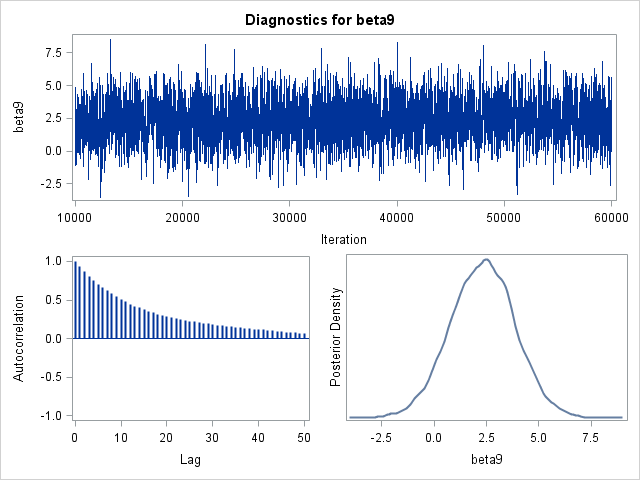 Diagnostics for beta9
beta9
7.5
5.0
2.5
0.0
-2.5
10000 20000 30000 40000 50000 60000
Iteration
Autocorrelation
1.0
0.5
0.0
-0.5
-1.0
0 10 20 30 40 50
Lag
Posterior Density
-2.5 0.0 2.5 5.0 7.5
beta9